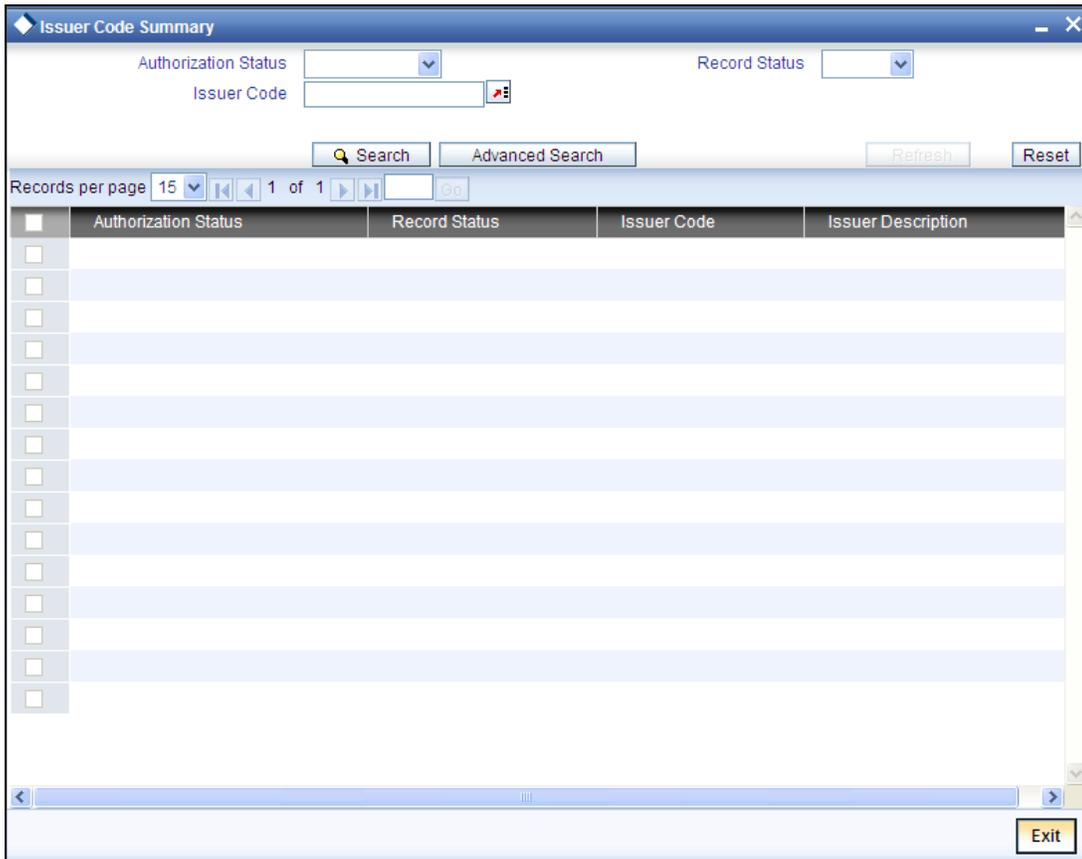 Issuer Code Summary
Authorization Status
Record Status
Issuer Code
Search
Advanced Search
Refresh
Reset
Records per page 15 1 of 1 Go
Authorization Status Record Status Issuer Code Issuer Description
Exit